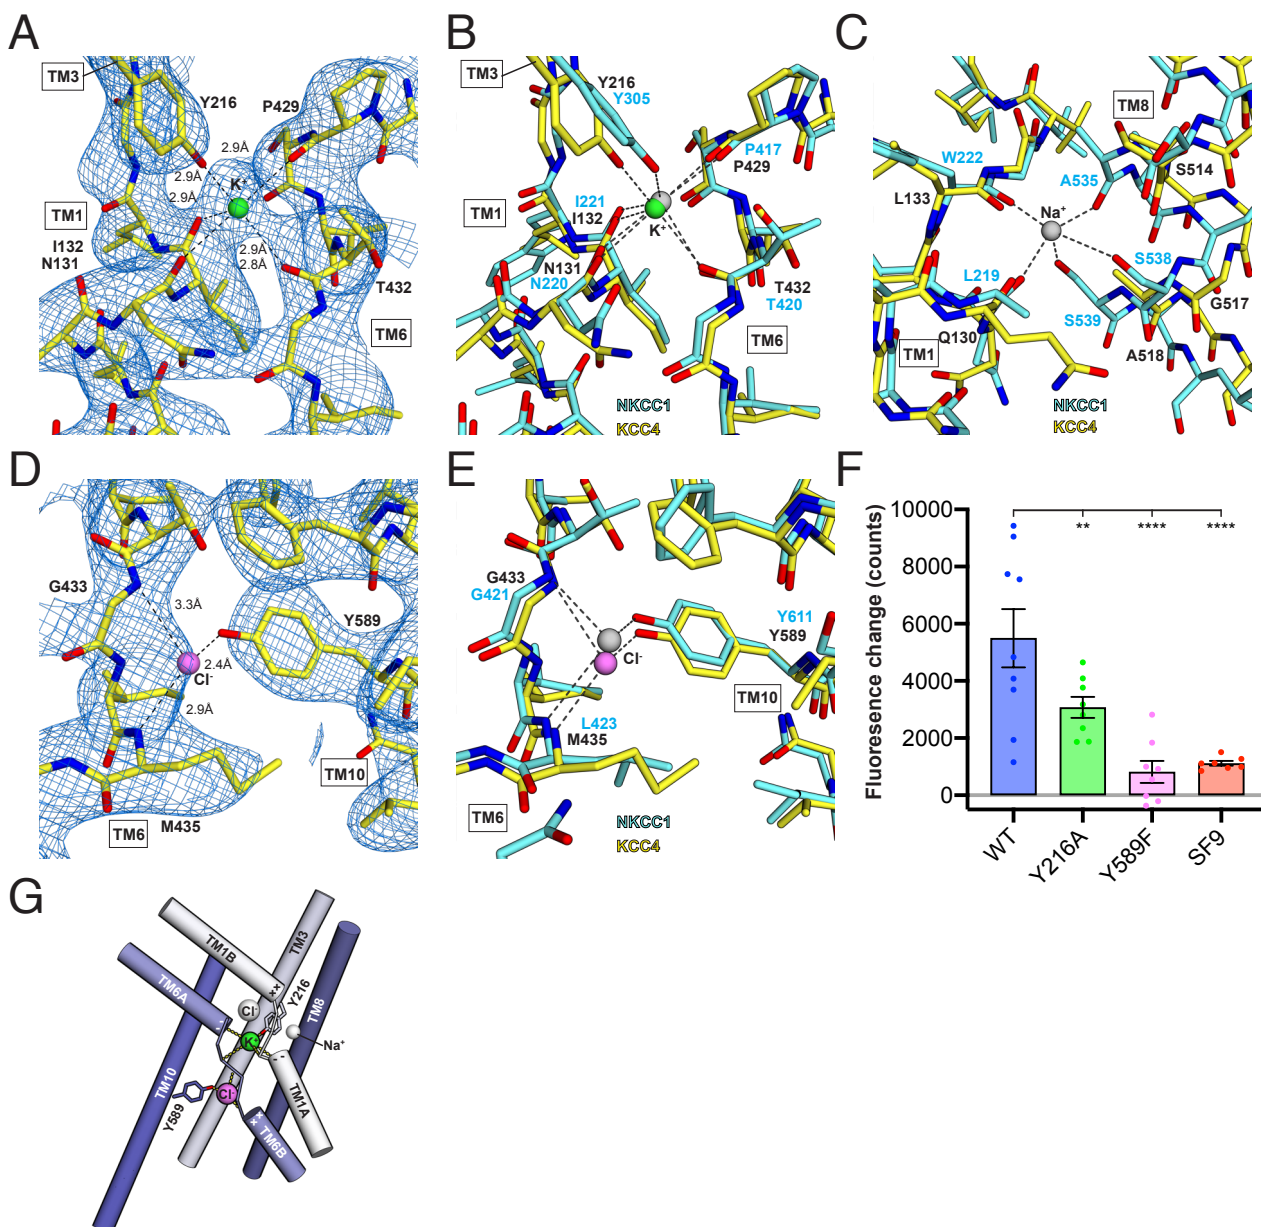 A
TM3
Y216
P429
2.9Å
2.9Å
2.9Å
K+
TM1
I132
N131
2.9Å
2.8Å
T432
TM6
B
TM3
Y216
Y305
P417
P429
I221
I132
K+
TM1
N131
N220
T432
T420
TM6
NKCC1
KCC4
C
TM8
W222
A535
S514
L133
Na+
S538
L219
S539
G517
Q130
A518
TM1
NKCC1
KCC4
D
G433
3.3Å
Y589
2.4Å
Cl-
2.9Å
TM10
TM6
M435
E
G433
G421
Y611
Y589
Cl-
TM10
L423
M435
TM6
NKCC1
KCC4
F
Fluoresence change (counts)
10000
8000
6000
4000
2000
0
**
****
****
WT
Y216A
Y589F
SF9
G
TM1B
TM3
TM6A
Y216
TM8
Cl-
K+
Na+
TM10
Y589
Cl-
TM1A
TM6B